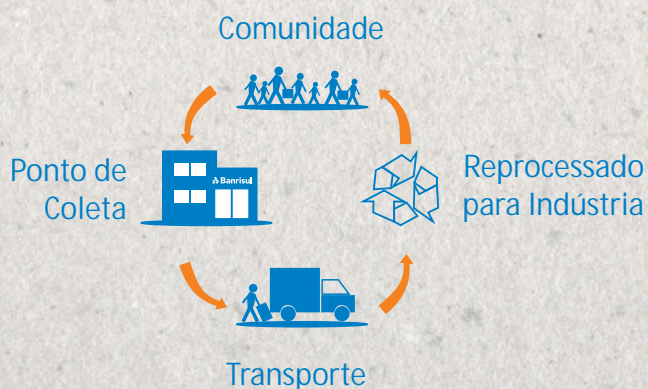 Comunidade
Ponto de
Coleta
Banrisul
Reprocessado
para Indústria
Transporte